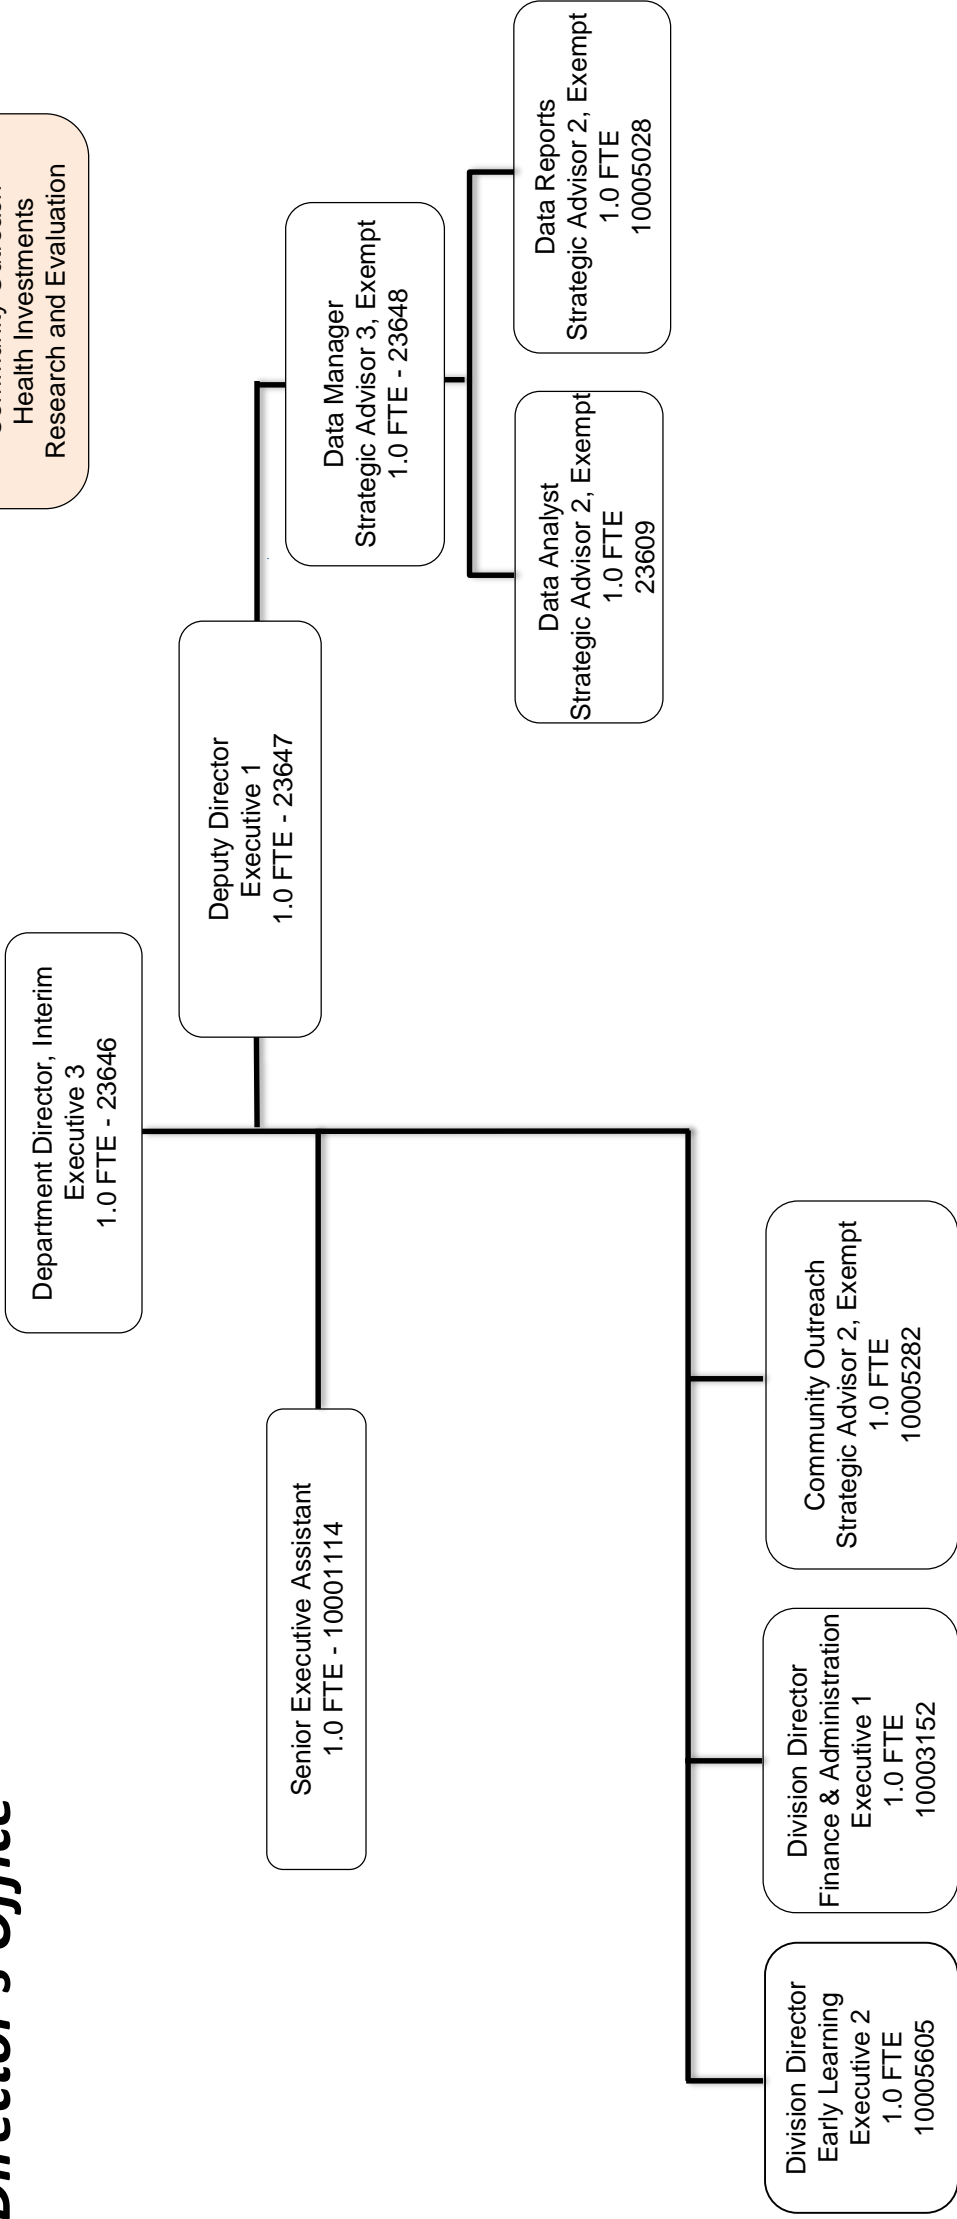 Director's Office
Health Investments
Research and Evaluation
Department Director, Interim
Executive 3
1.0 FTE - 23646
Deputy Director
Executive 1
1.0 FTE - 23647
Senior Executive Assistant
1.0 FTE - 10001114
Data Manager
Strategic Advisor 3, Exempt
1.0 FTE - 23648
Data Analyst
Strategic Advisor 2, Exempt
1.0 FTE
23609
Data Reports
Strategic Advisor 2, Exempt
1.0 FTE
10005028
Division Director
Early Learning
Executive 2
1.0 FTE
10005605
Division Director
Finance & Administration
Executive 1
1.0 FTE
10003152
Community Outreach
Strategic Advisor 2, Exempt
1.0 FTE
10005282